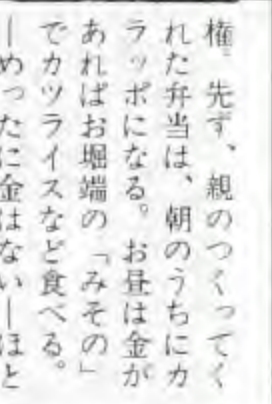 権。先ず、親のつくってく
れた弁当は、朝のうちにカ
ラッポになる。お昼は金が
あればお堀端の「みその」
でカツライスなど食べる。
―めったに金はない―ほと